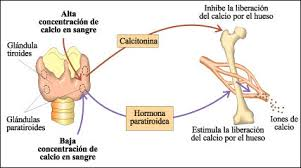 Alta
concentración de
calcio en sangre
Glándula
tiroides
Glándulas
paratiroides
Baja
concentración de
calcio en sangre
Calcitonina
Hormona
paratiroidea
Inhibe la liberación
del calcio por el hueso
Iones de
calcio
Estimula la liberación
del calcio por el hueso